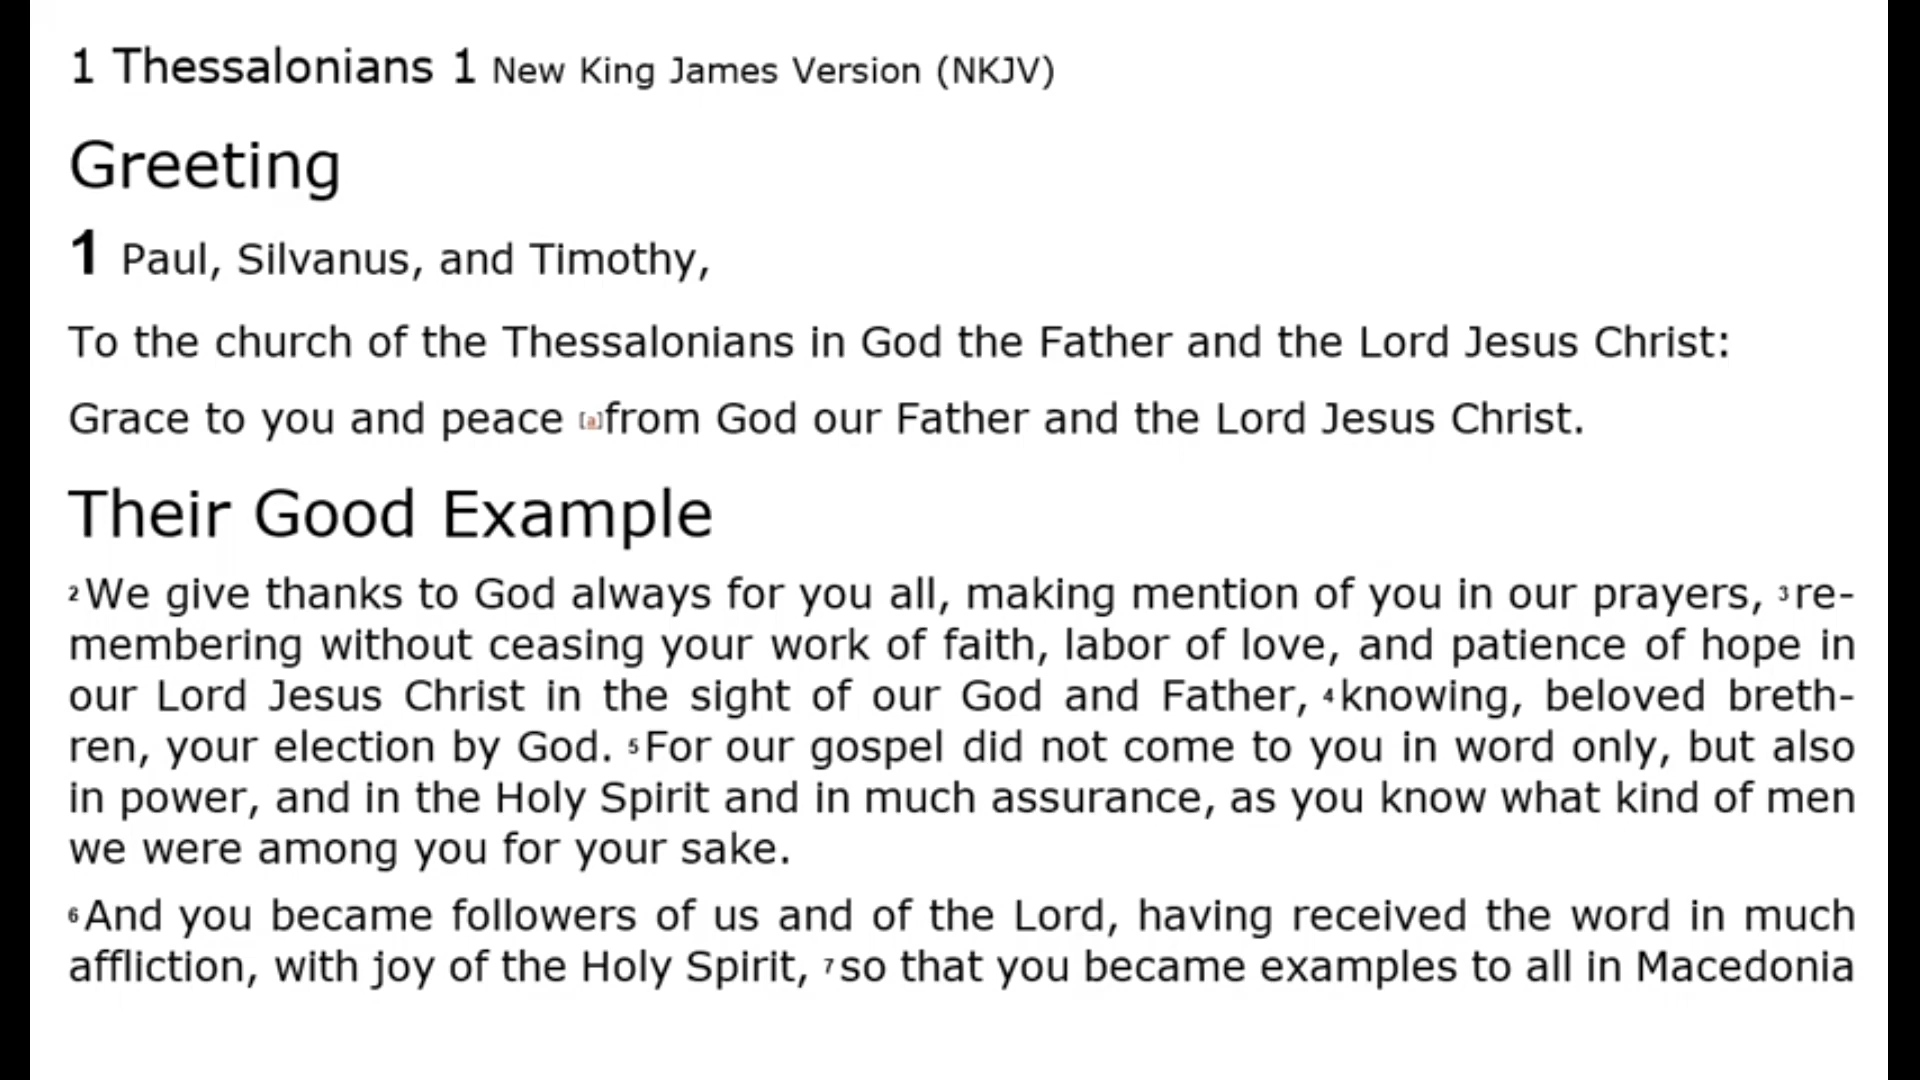 1 Thessalonians 1 New King James Version (NKJV)
Greeting
1 Paul, Silvanus, and Timothy,
To the church of the Thessalonians in God the Father and the Lord Jesus Christ:
Grace to you and peace [a]from God our Father and the Lord Jesus Christ.
Their Good Example
2 We give thanks to God always for you all, making mention of you in our prayers, 3 re-
membering without ceasing your work of faith, labor of love, and patience of hope in
our Lord Jesus Christ in the sight of our God and Father, 4 knowing, beloved breth-
ren, your election by God. 5 For our gospel did not come to you in word only, but also
in power, and in the Holy Spirit and in much assurance, as you know what kind of men
we were among you for your sake.
6 And you became followers of us and of the Lord, having received the word in much
affliction, with joy of the Holy Spirit, 7 so that you became examples to all in Macedonia